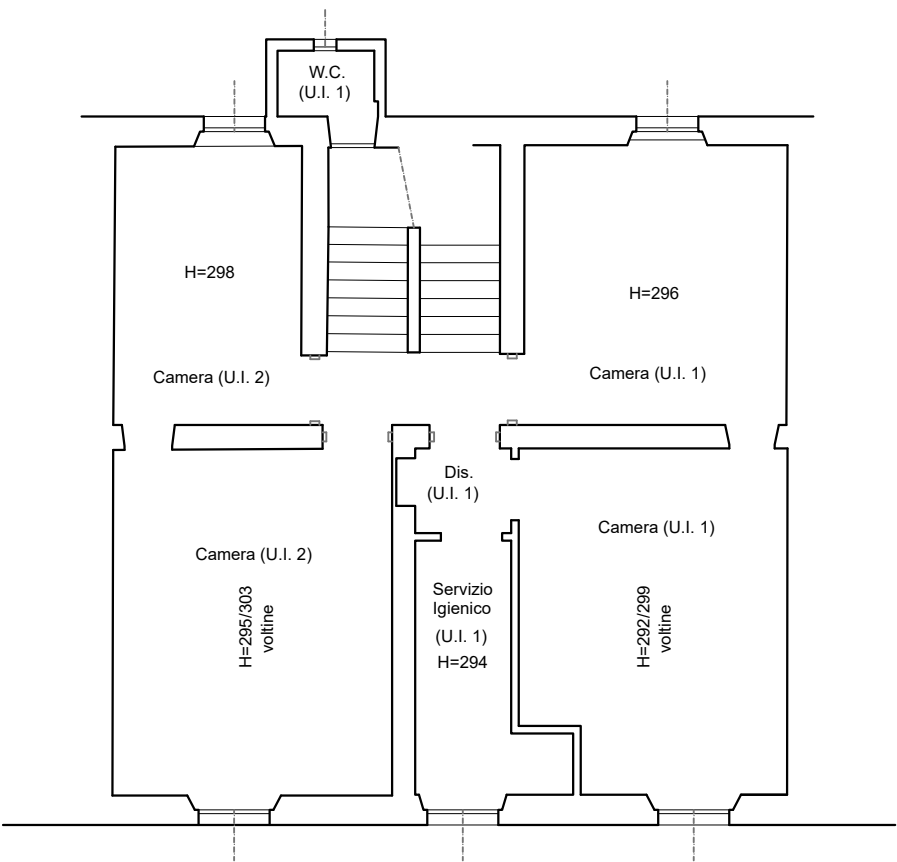 W.C.
(U.I. 1)
H=298
H=296
Camera (U.I. 2)
Camera (U.I. 1)
Dis.
(U.I. 1)
Camera (U.I. 1)
Camera (U.I. 2)
Servizio
Igienico
(U.I. 1)
H=294
H=295/303
voltine
H=292/299
voltine